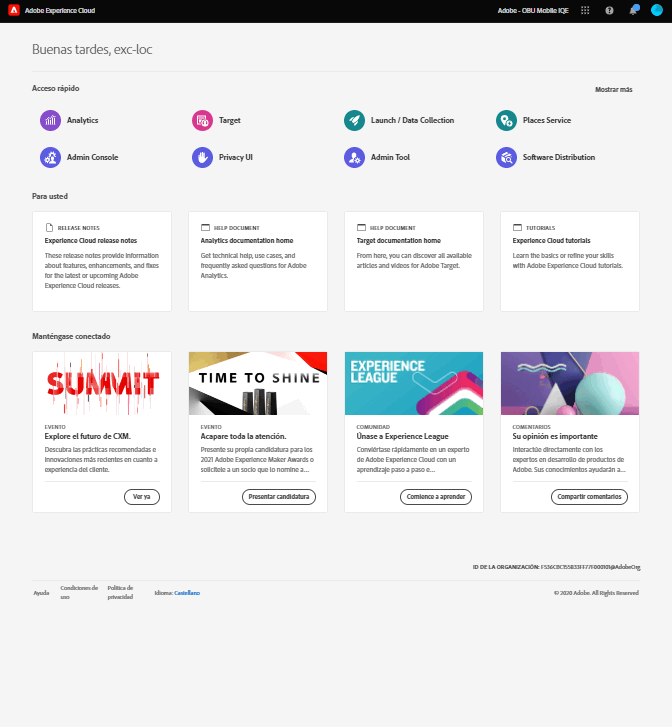 Adobe Experience Cloud
Adobe - OBU Mobile IQE
Buenas tardes, exc-loc
Acceso rápido
Mostrar más
Analytics
Target
Launch / Data Collection
Places Service
Admin Console
Privacy UI
Admin Tool
Software Distribution
Para usted
RELEASE NOTES
Experience Cloud release notes
These release notes provide information
about features, enhancements, and fixes
for the latest or upcoming Adobe
Experience Cloud releases.
HELP DOCUMENT
Analytics documentation home
Get technical help, use cases, and
frequently asked questions for Adobe
Analytics.
HELP DOCUMENT
Target documentation home
From here, you can discover all available
articles and videos for Adobe Target.
TUTORIALS
Experience Cloud tutorials
Learn the basics or refine your skills
with Adobe Experience Cloud tutorials.
Manténgase conectado
SUMMIT
EVENTO
Explore el futuro de CXM.
Descubra las prácticas recomendadas e
innovaciones más recientes en cuanto a
experiencia del cliente.
Ver ya
TIME TO SHINE
EVENTO
Acapare toda la atención.
Presente su propia candidatura para los
2021 Adobe Experience Maker Awards o
solicítele a un socio que lo nomine a...
Presentar candidatura
EXPERIENCE
LEAGUE
COMUNIDAD
Únase a Experience League
Conviértase rápidamente en un experto
de Adobe Experience Cloud con un
aprendizaje paso a paso e...
Comience a aprender
COMENTARIOS
Su opinión es importante
Interactúe directamente con los
expertos en desarrollo de productos de
Adobe. Sus conocimientos ayudarán a...
Compartir comentarios
ID DE LA ORGANIZACIÓN:
Ayuda
Condiciones de
uso
Política de
privacidad
Idioma: Castellano
© 2020 Adobe. All Rights Reserved